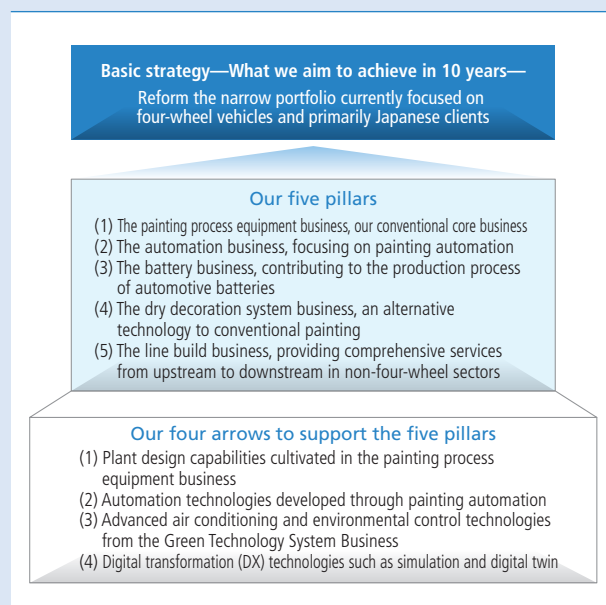 Basic strategy—What we aim to achieve in 10 years—
Reform the narrow portfolio currently focused on
four-wheel vehicles and primarily Japanese clients
Our five pillars
(1) The painting process equipment business, our conventional core business
(2) The automation business, focusing on painting automation
(3) The battery business, contributing to the production process
of automotive batteries
(4) The dry decoration system business, an alternative
technology to conventional painting
(5) The line build business, providing comprehensive services
from upstream to downstream in non-four-wheel sectors
Our four arrows to support the five pillars
(1) Plant design capabilities cultivated in the painting process
equipment business
(2) Automation technologies developed through painting automation
(3) Advanced air conditioning and environmental control technologies
from the Green Technology System Business
(4) Digital transformation (DX) technologies such as simulation and digital twin